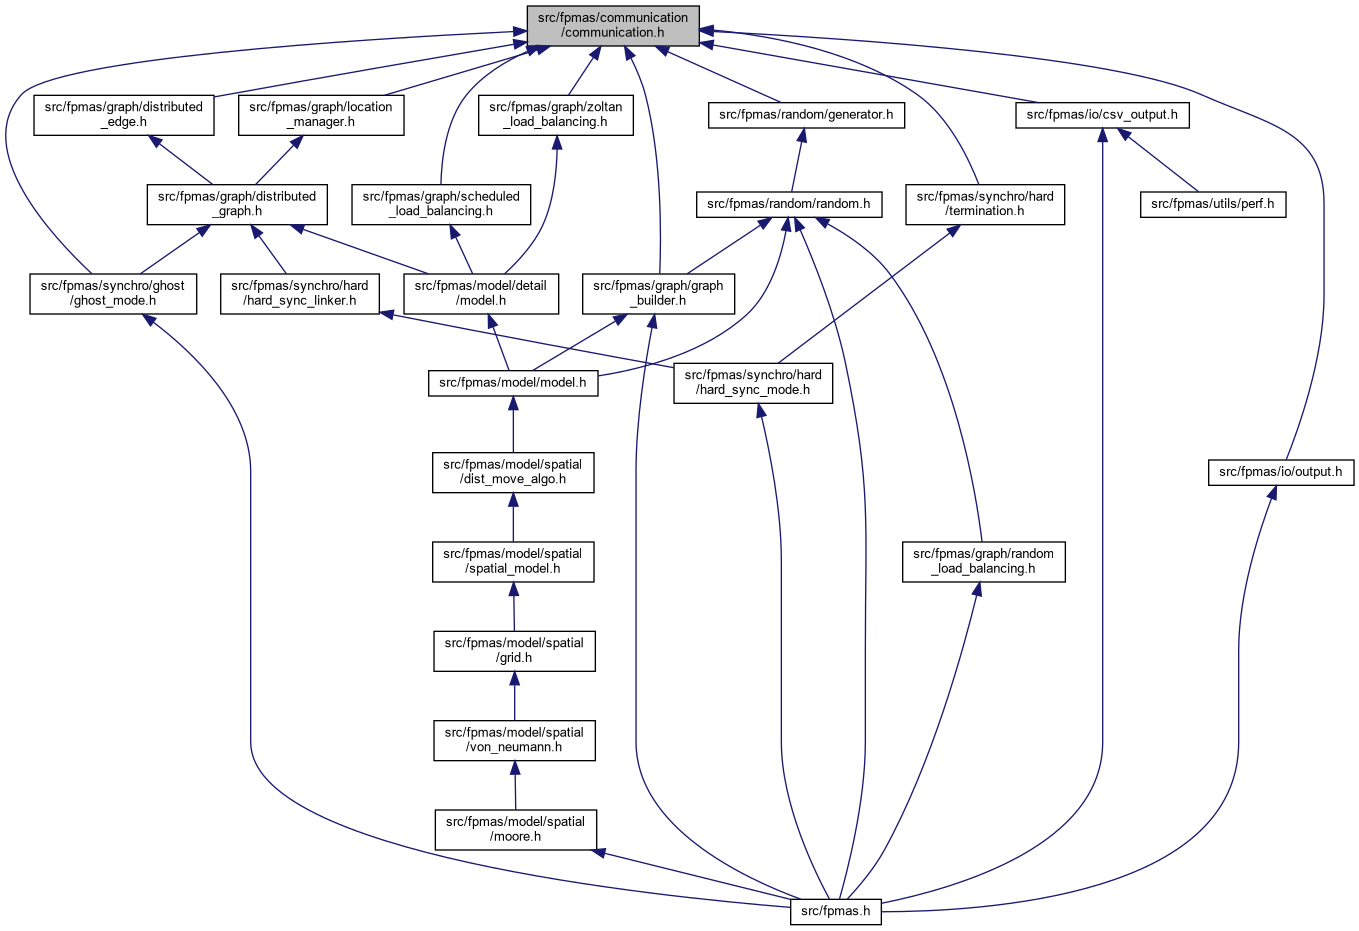 src/fpmas/communication
/communication.h
src/fpmas/graph/distributed
_edge.h
src/fpmas/graph/location
_manager.h
src/fpmas/graph/zoltan
_load_balancing.h
src/fpmas/random/generator.h
src/fpmas/io/csv_output.h
src/fpmas/graph/distributed
_graph.h
src/fpmas/graph/scheduled
_load_balancing.h
src/fpmas/random/random.h
src/fpmas/synchro/hard
/termination.h
src/fpmas/utils/perf.h
src/fpmas/synchro/ghost
/ghost_mode.h
src/fpmas/synchro/hard
/hard_sync_linker.h
src/fpmas/model/detail
/model.h
src/fpmas/graph/graph
_builder.h
src/fpmas/model/model.h
src/fpmas/synchro/hard
/hard_sync_mode.h
src/fpmas/model/spatial
/dist_move_algo.h
src/fpmas/io/output.h
src/fpmas/model/spatial
/spatial_model.h
src/fpmas/graph/random
_load_balancing.h
src/fpmas/model/spatial
/grid.h
src/fpmas/model/spatial
/von_neumann.h
src/fpmas/model/spatial
/moore.h
src/fpmas.h